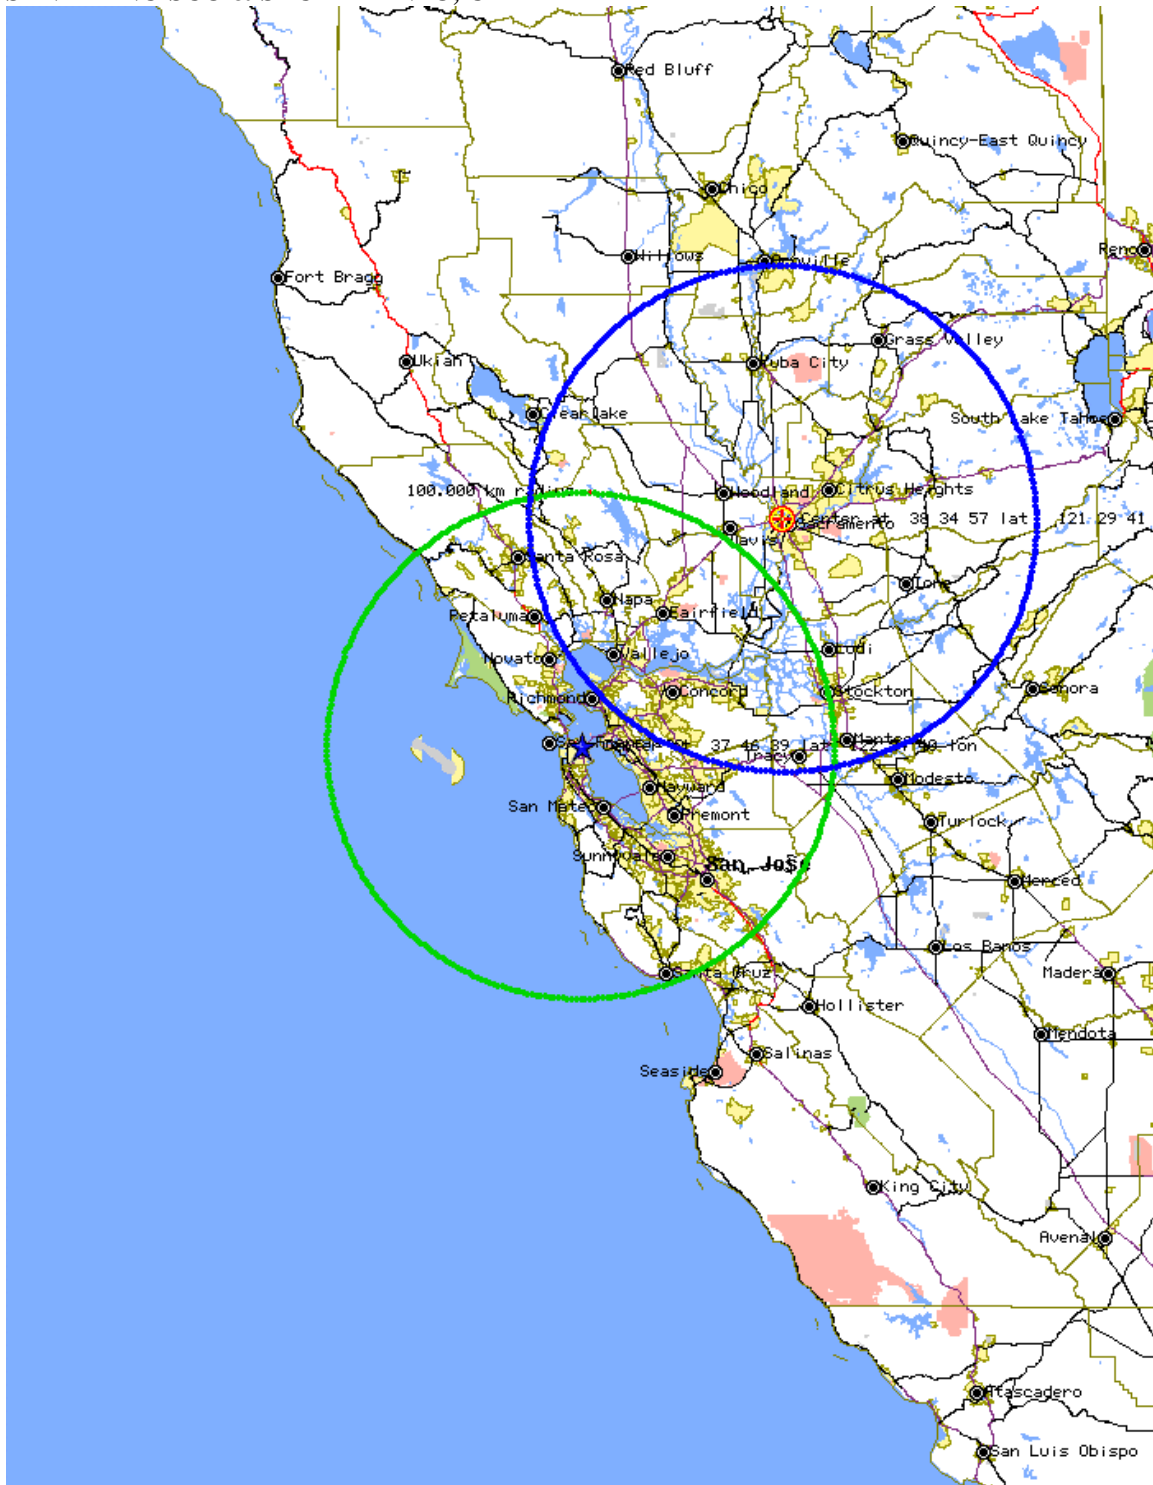 Red Bluff
Quincy-East Quincy
Chico
Reno
Willows
Oroville
Fort Bragg
Grass Valley
Ukiah
Yuba City
Clearlake
South Lake Tahoe
100.000 km radius
Woodland
Citrus Heights
Center at 38 34 57 lat 121 29 41
Sacramento
Davis
Santa Rosa
Ione
Napa
Fairfield
Petaluma
Novato
Vallejo
Lodi
Richmond
Concord
Stockton
Sonora
Manteca
37 46 39 lat
lon
Tracy
Modesto
Hayward
San Mateo
Fremont
Turlock
Sunnyvale
San Jose
Merced
Los Banos
Santa Cruz
Madera
Hollister
Mendota
Salinas
Seaside
King City
Avenal
Atascadero
San Luis Obispo